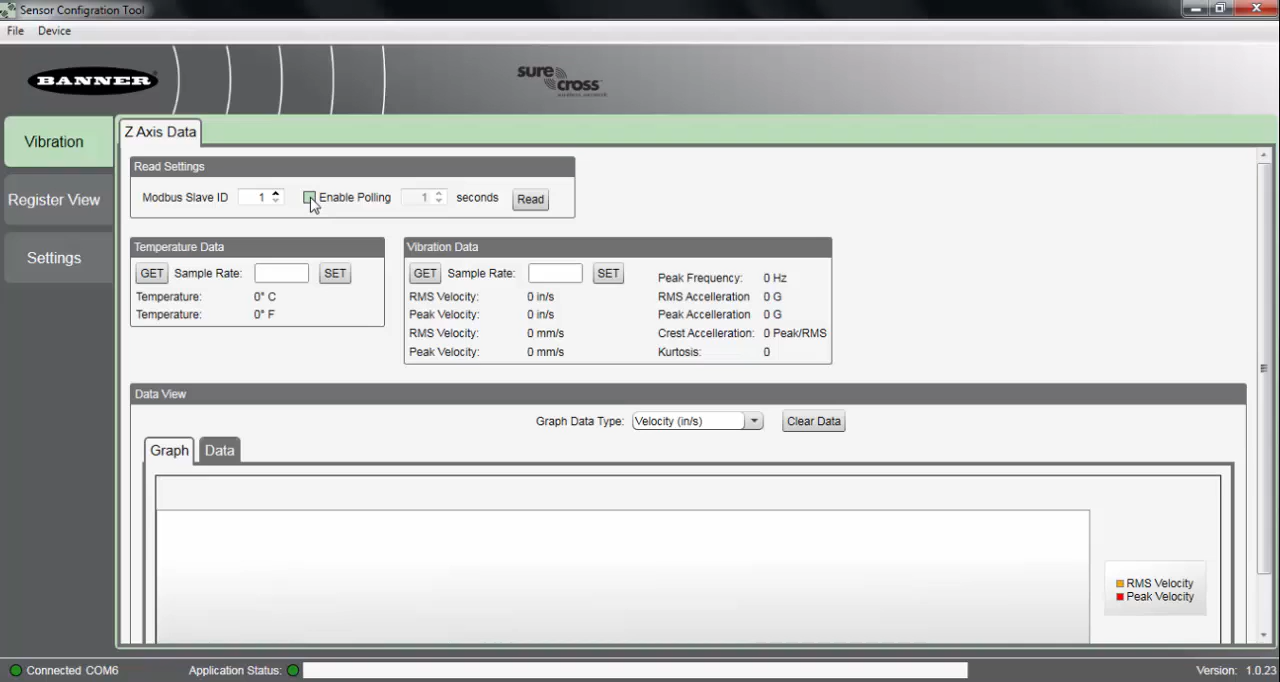 Sensor Configration Tool
File Device
BANNER
sure cross
Vibration
Register View
Settings
Z Axis Data
Read Settings
Modbus Slave ID 1 Enable Polling 1 seconds Read
Temperature Data
GET Sample Rate: SET
Temperature: 0° C
Temperature: 0° F
Vibration Data
GET Sample Rate: SET
RMS Velocity: 0 in/s
Peak Velocity: 0 in/s
RMS Velocity: 0 mm/s
Peak Velocity: 0 mm/s
Peak Frequency: 0 Hz
RMS Accelleration 0 G
Peak Accelleration 0 G
Crest Accelleration: 0 Peak/RMS
Kurtosis: 0
Data View
Graph Data Type: Velocity (in/s) Clear Data
Graph Data
RMS Velocity
Peak Velocity
Connected COM6 Application Status: Version: 1.0.23